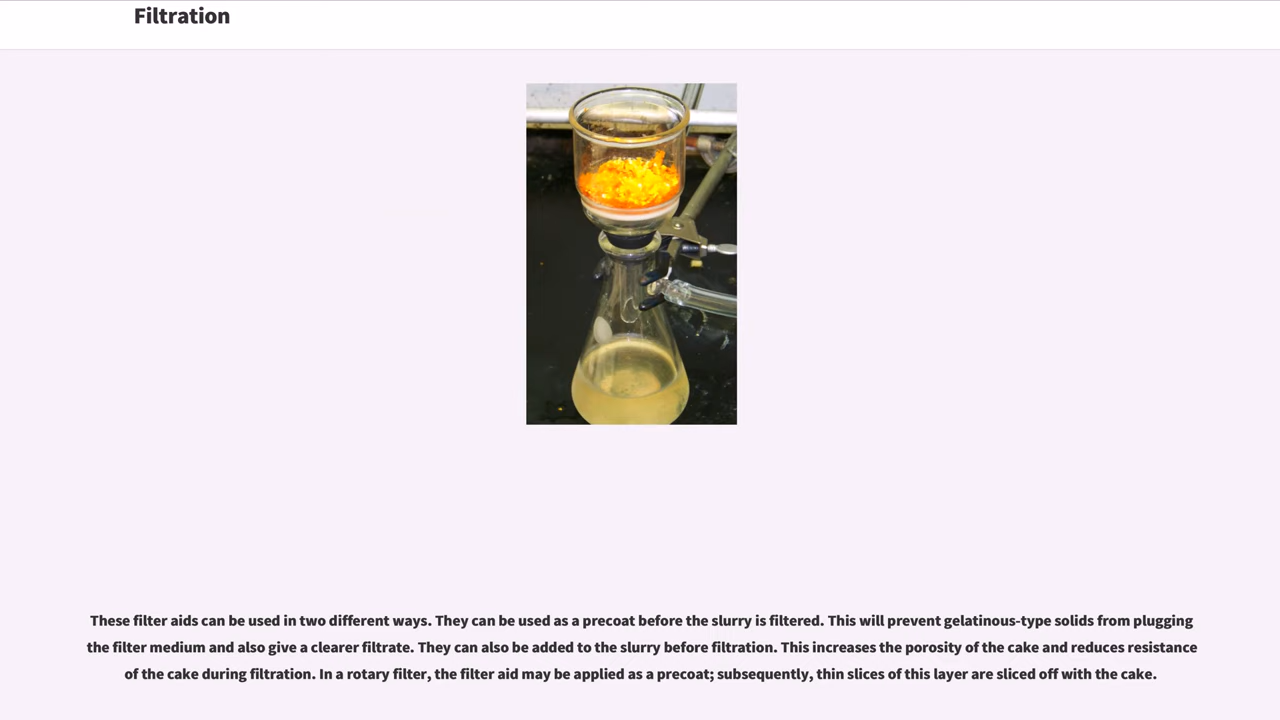 Filtration
These filter aids can be used in two different ways. They can be used as a precoat before the slurry is filtered. This will prevent gelatinous-type solids from plugging
the filter medium and also give a clearer filtrate. They can also be added to the slurry before filtration. This increases the porosity of the cake and reduces resistance
of the cake during filtration. In a rotary filter, the filter aid may be applied as a precoat; subsequently, thin slices of this layer are sliced off with the cake.